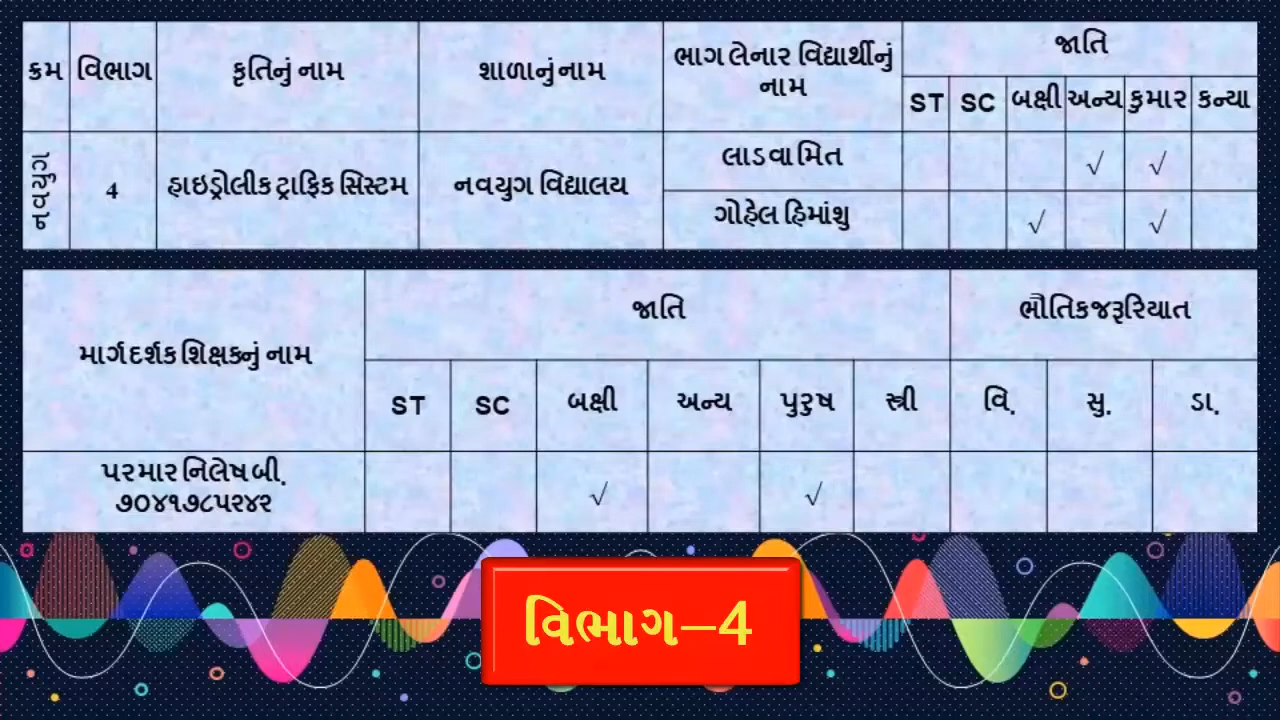 ક્રમ વિભાગ કૃતિનું નામ શાળાનું નામ ભાગ લેનાર વિદ્યાર્થીનું નામ જાતિ
ST SC બક્ષી અન્ય કુમાર કન્યા
નવયુગ 4 હાઇડ્રોલીક ટ્રાફિક સિસ્ટમ નવયુગ વિદ્યાલય લાડવા મિત √ √
ગોહેલ હિમાંશુ √ √
માર્ગદર્શક શિક્ષકનું નામ જાતિ ભૌતિક જરૂરિયાત
ST SC બક્ષી અન્ય પુરુષ સ્ત્રી વિ. સુ. ડા.
પરમાર નિલેષ બી.
૭૦૪૧૭૮૫૨૪૨ √ √
વિભાગ–4